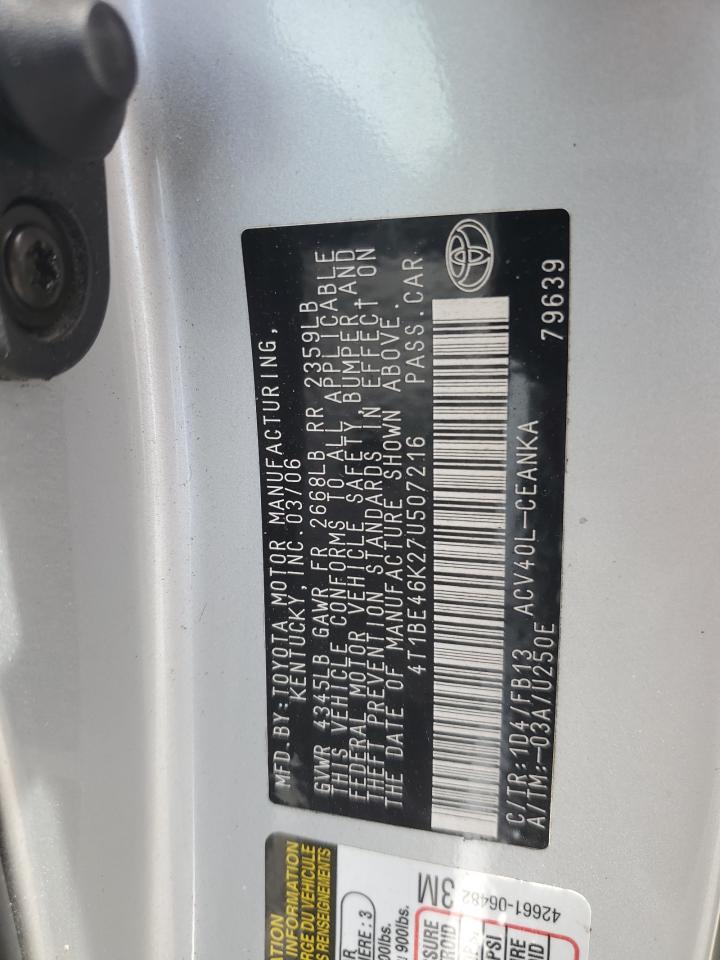 MFD.BY:TOYOTA MOTOR MANUFACTURING,
KENTUCKY,INC.03/06
GVWR 4345LB GAWR FR 2668LB RR 2359LB
THIS VEHICLE CONFORMS TO ALL APPLICABLE
FEDERAL MOTOR VEHICLE SAFETY, BUMPER, AND
THEFT PREVENTION STANDARDS IN EFFECT ON
THE DATE OF MANUFACTURE SHOWN ABOVE.
4T1BE46K27U507216 PASS.CAR
C/TR:1D4/FB13 ACV40L-CEANKA
A/TM:-03A/U250E 79639
INFORMATION
3M
42661-06482